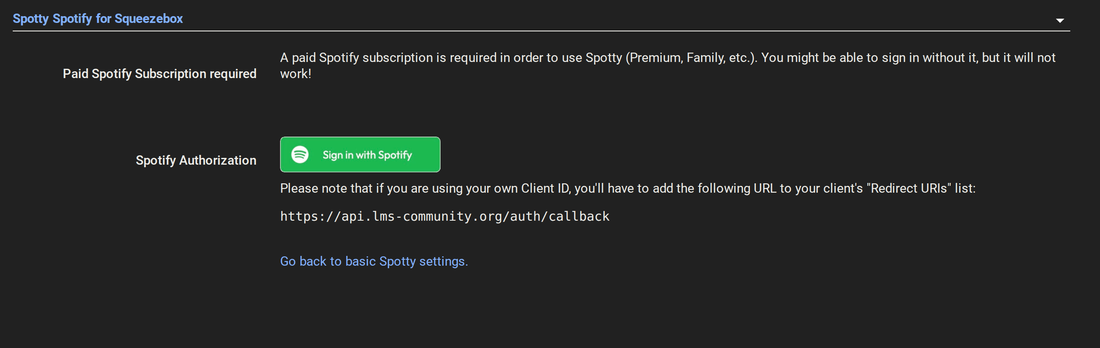 Spotty Spotify for Squeezebox
Paid Spotify Subscription required
A paid Spotify subscription is required in order to use Spotty (Premium, Family, etc.). You might be able to sign in without it, but it will not
work!
Spotify Authorization
Sign in with Spotify
Please note that if you are using your own Client ID, you'll have to add the following URL to your client's "Redirect URIs" list:
https://api.lms-community.org/auth/callback
Go back to basic Spotty settings.